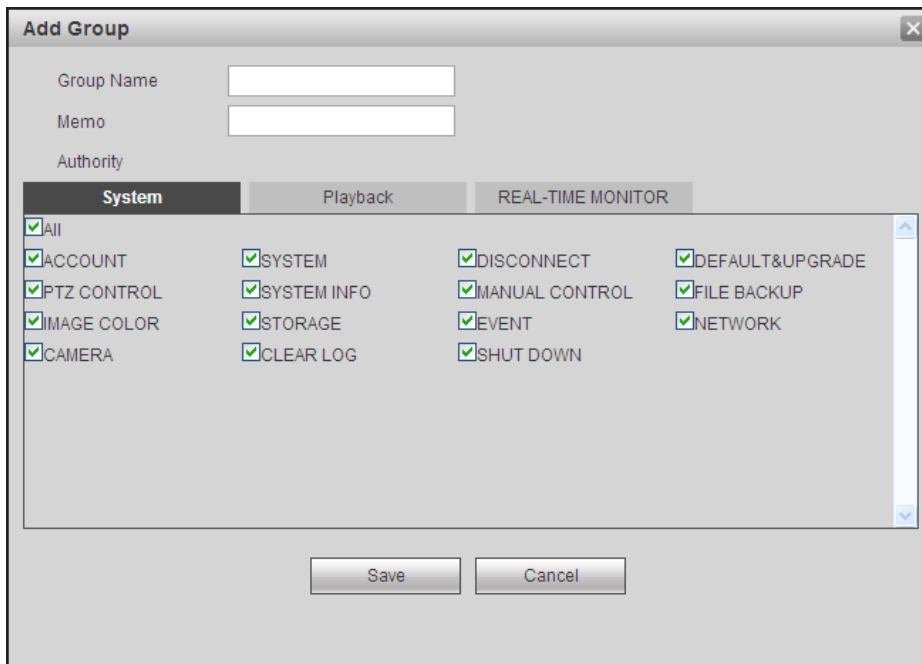 Add Group
Group Name
Memo
Authority
System Playback REAL-TIME MONITOR
All
ACCOUNT SYSTEM DISCONNECT DEFAULT&UPGRADE
PTZ CONTROL SYSTEM INFO MANUAL CONTROL FILE BACKUP
IMAGE COLOR STORAGE EVENT NETWORK
CAMERA CLEAR LOG SHUT DOWN
Save Cancel